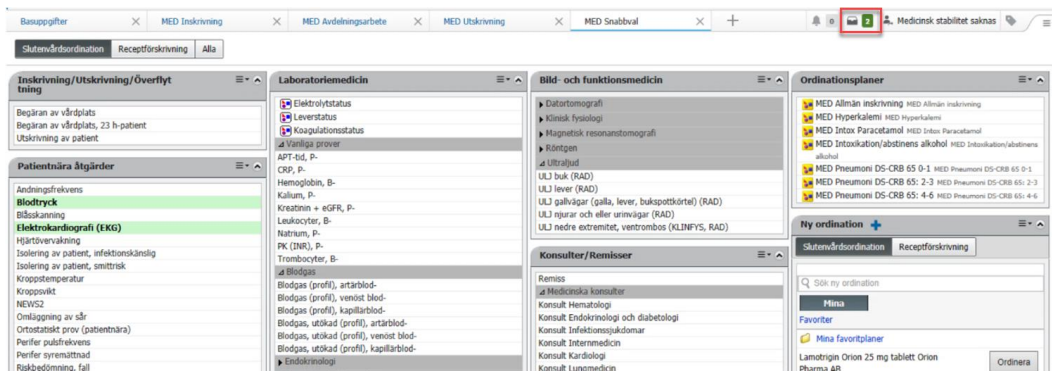 Basuppgifter
MED Inskrivning
MED Avdelningsarbete
MED Utskrivning
MED Snabbval
0
2
Medicinsk stabilitet saknas
Slutenvårdsordination
Receptförskrivning
Alla
Inskrivning/Utskrivning/Överflyt
tning
Begäran av vårdplats
Begäran av vårdplats, 23 h-patient
Utskrivning av patient
Patientnära åtgärder
Andningsfrekvens
Blodtryck
Blåsskanning
Elektrokardiografi (EKG)
Hjärtövervakning
Isolering av patient, infektionskänslig
Isolering av patient, smittrisk
Kroppstemperatur
Kroppsvikt
NEWS2
Omläggning av sår
Ortostatiskt prov (patientnära)
Perifer pulsfrekvens
Perifer syremättnad
Riskbedömning, fall
Laboratoriemedicin
Elektrolytstatus
Leverstatus
Koagulationsstatus
Vanliga prover
APT-tid, P-
CRP, P-
Hemoglobin, B-
Kalium, P-
Kreatinin + eGFR, P-
Leukocyter, B-
Natrium, P-
PK (INR), P-
Trombocyter, B-
Blodgas
Blodgas (profil), artärblod-
Blodgas (profil), venöst blod-
Blodgas (profil), kapillärblod-
Blodgas, utökad (profil), artärblod-
Blodgas, utökad (profil), venöst blod-
Blodgas, utökad (profil), kapillärblod-
Endokrinologi
Bild- och funktionsmedicin
Datortomografi
Klinisk fysiologi
Magnetisk resonanstomografi
Röntgen
Ultraljud
ULJ buk (RAD)
ULJ lever (RAD)
ULJ gallvägar (galla, lever, bukspottkörtel) (RAD)
ULJ njurar och eller urinvägar (RAD)
ULJ nedre extremitet, ventrombos (KLINFYS, RAD)
Konsulter/Remisser
Remiss
Medicinska konsulter
Konsult Hematologi
Konsult Endokrinologi och diabetologi
Konsult Infektionssjukdomar
Konsult Internmedicin
Konsult Kardiologi
Konsult Lungmedicin
Ordinationsplaner
MED Allmän inskrivning MED Allmän inskrivning
MED Hyperkalemi MED Hyperkalemi
MED Intox Paracetamol MED Intox Paracetamol
MED Intoxikation/abstinens alkohol MED Intoxikation/abstinens
alkohol
MED Pneumoni DS-CRB 65 0-1 MED Pneumoni DS-CRB 65 0-1
MED Pneumoni DS-CRB 65: 2-3 MED Pneumoni DS-CRB 65: 2-3
MED Pneumoni DS-CRB 65: 4-6 MED Pneumoni DS-CRB 65: 4-6
Ny ordination
Slutenvårdsordination
Receptförskrivning
Sök ny ordination
Mina
Favoriter
Mina favoritplaner
Lamotrigin Orion 25 mg tablett Orion
Pharma AB
Ordinera